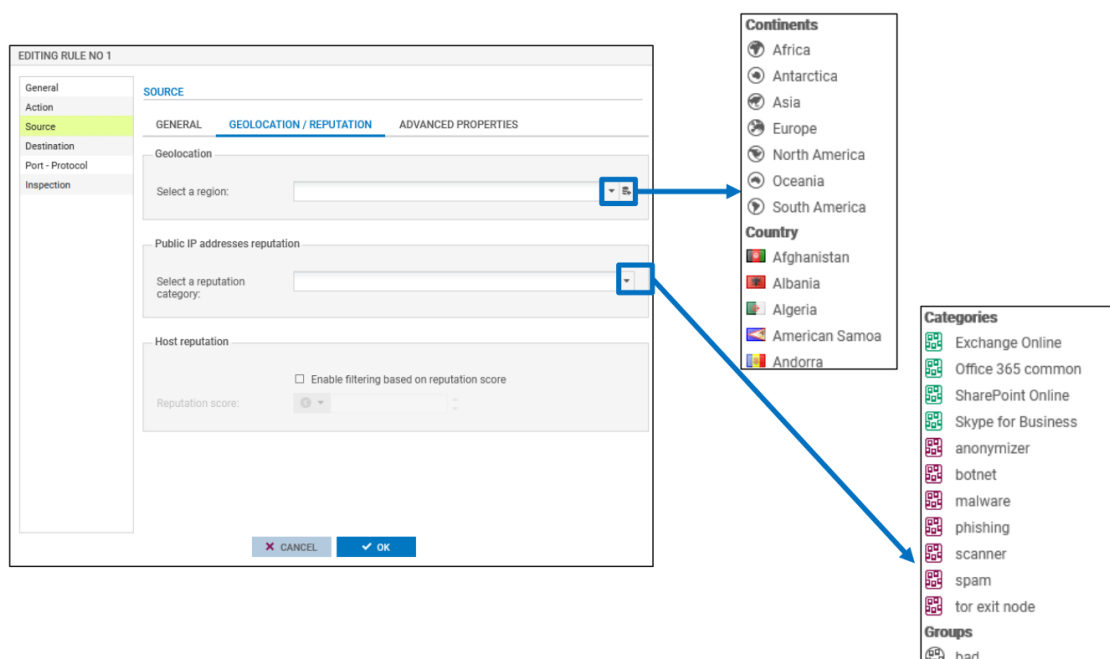 EDITING RULE NO 1
General
Action
Source
Destination
Port - Protocol
Inspection
SOURCE
GENERAL GEOLOCATION / REPUTATION ADVANCED PROPERTIES
Geolocation
Select a region:
Public IP addresses reputation
Select a reputation
category:
Host reputation
Enable filtering based on reputation score
Reputation score:
CANCEL OK
Continents
Africa
Antarctica
Asia
Europe
North America
Oceania
South America
Country
Afghanistan
Albania
Algeria
American Samoa
Andorra
Categories
Exchange Online
Office 365 common
SharePoint Online
Skype for Business
anonymizer
botnet
malware
phishing
scanner
spam
tor exit node
Groups
bad